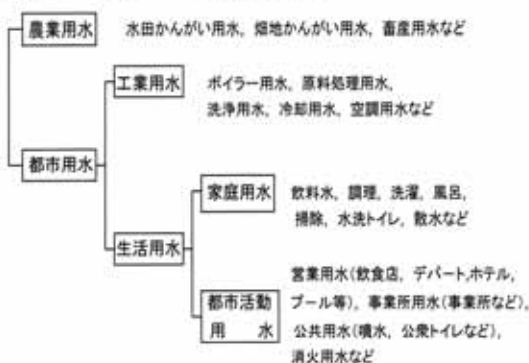 農業用水 水田かんがい用水, 畑地かんがい用水, 畜産用水など
工業用水 ボイラー用水, 原料処理用水,
洗浄用水, 冷却用水, 空調用水など
都市用水
家庭用水 飲料水, 調理, 洗濯, 風呂,
掃除, 水洗トイレ, 散水など
生活用水
都市活動
用水
営業用水(飲食店, デパート,ホテル,
プール等), 事業所用水(事業所など),
公共用水(噴水, 公衆トイレなど),
消火用水など